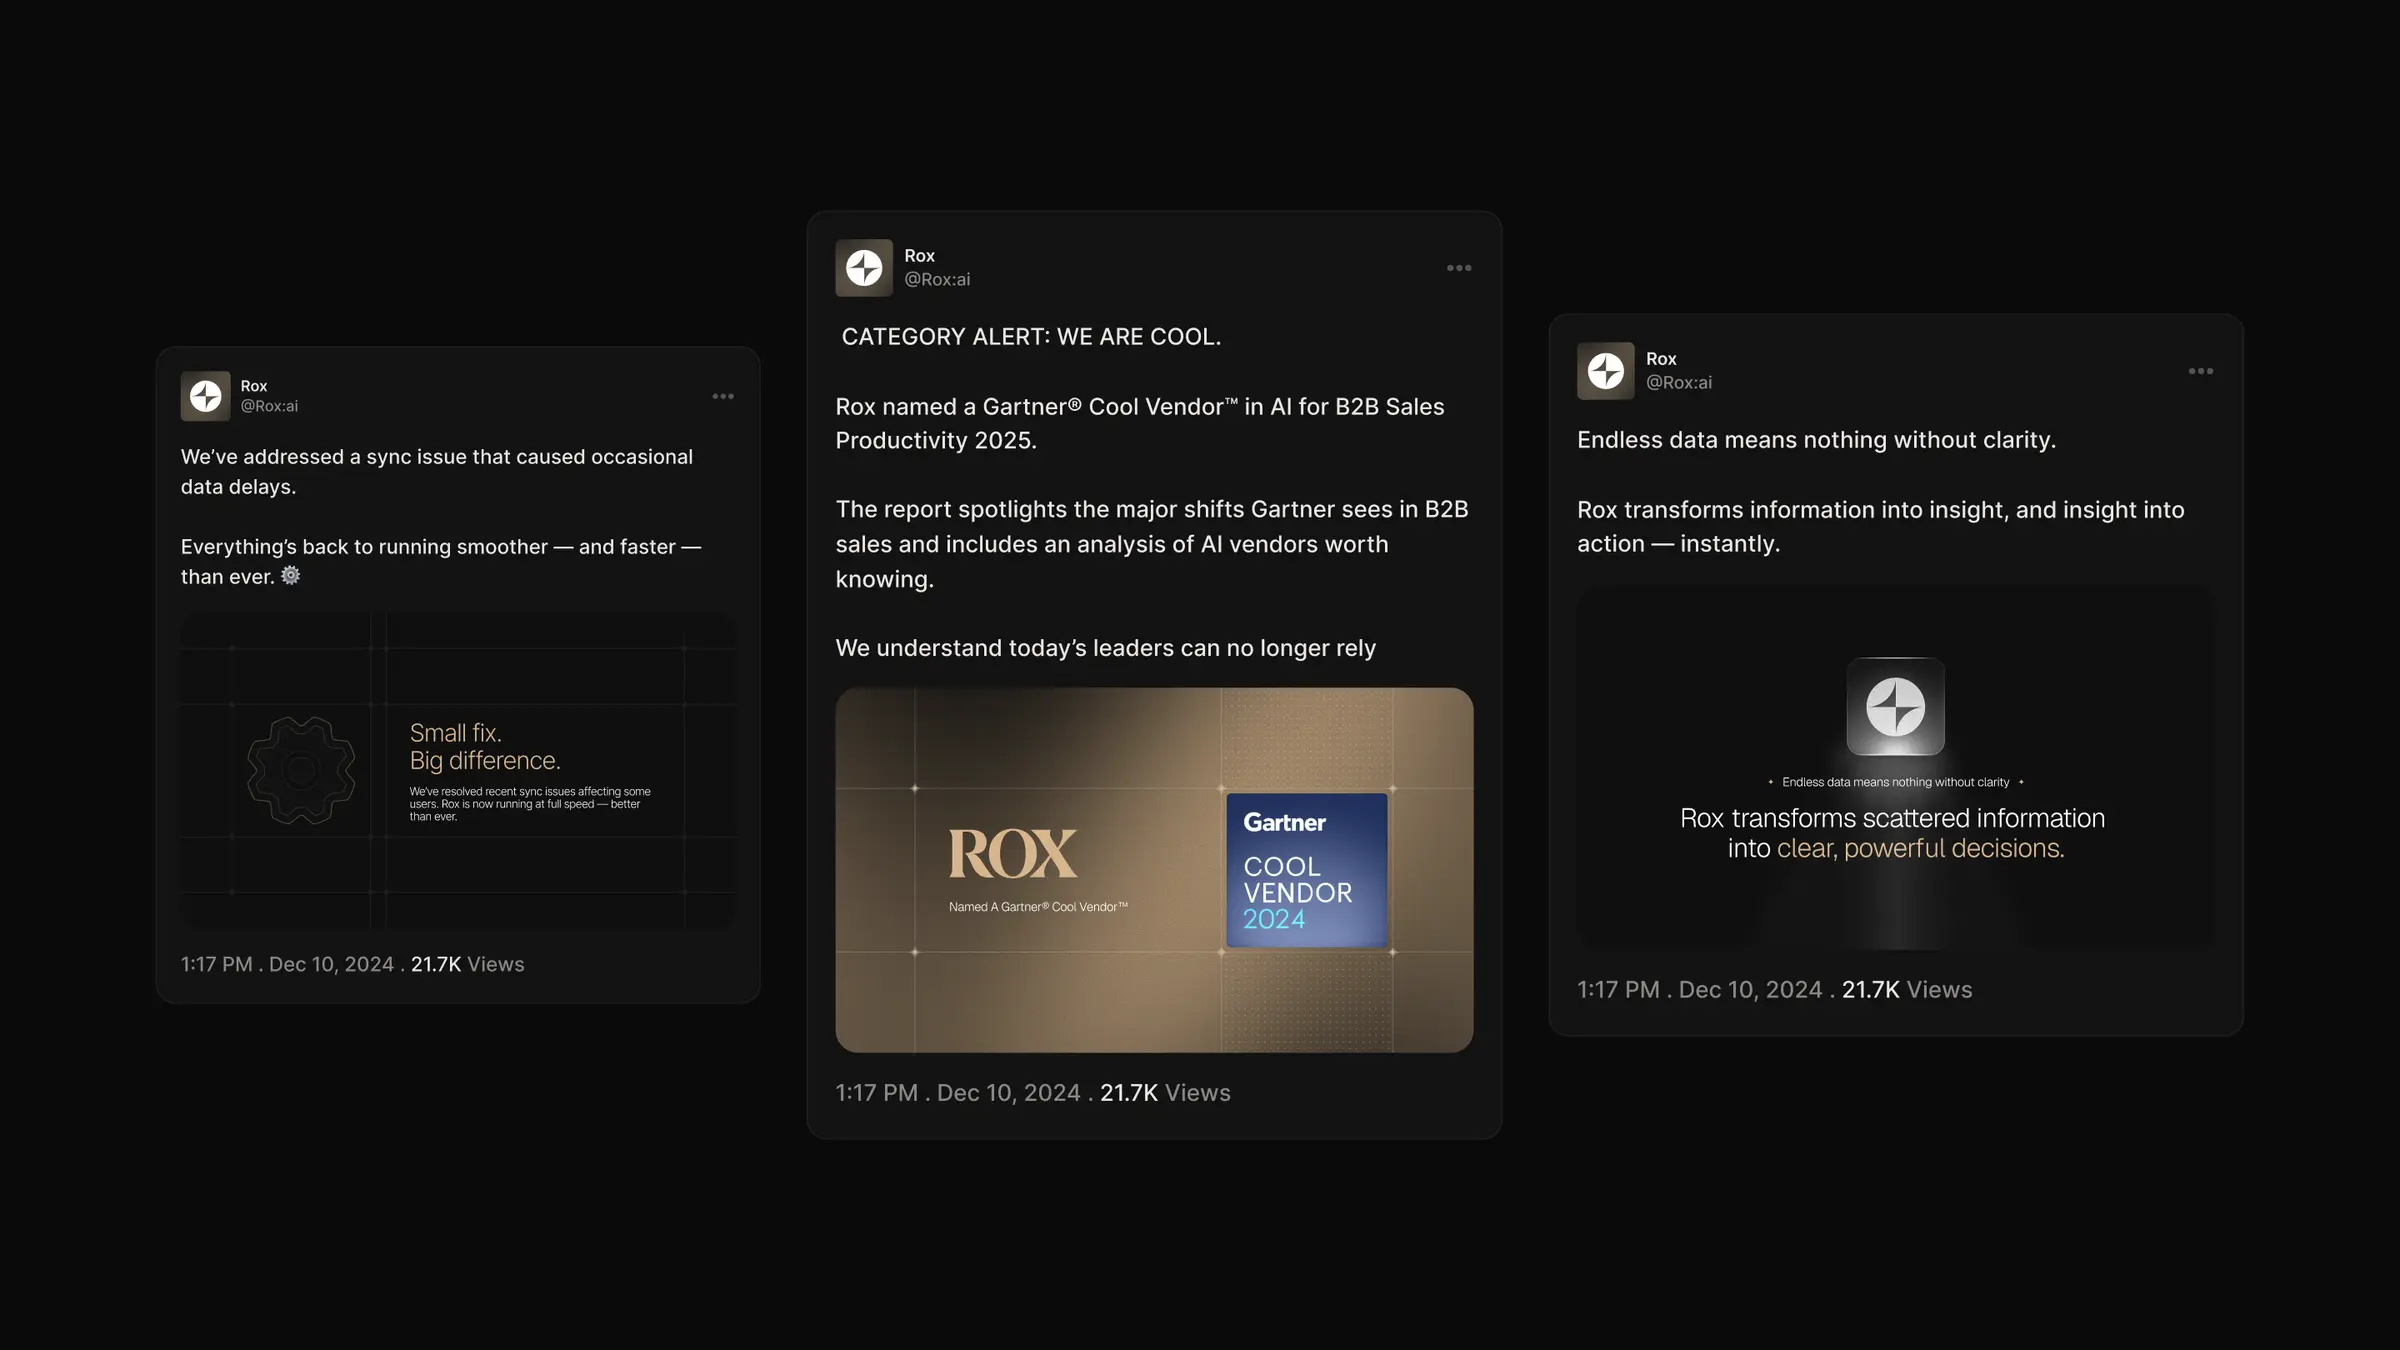 Rox
@Rox:ai
We’ve addressed a sync issue that caused occasional
data delays.
Everything’s back to running smoother — and faster —
than ever. ⚙️
Small fix.
Big difference.
We’ve resolved recent sync issues affecting some
users. Rox is now running at full speed — better
than ever.
1:17 PM . Dec 10, 2024 . 21.7K Views
Rox
@Rox:ai
CATEGORY ALERT: WE ARE COOL.
Rox named a Gartner® Cool Vendor™ in AI for B2B Sales
Productivity 2025.
The report spotlights the major shifts Gartner sees in B2B
sales and includes an analysis of AI vendors worth
knowing.
We understand today’s leaders can no longer rely
ROX
Named A Gartner® Cool Vendor™
Gartner
COOL
VENDOR
2024
1:17 PM . Dec 10, 2024 . 21.7K Views
Rox
@Rox:ai
Endless data means nothing without clarity.
Rox transforms information into insight, and insight into
action — instantly.
Endless data means nothing without clarity
Rox transforms scattered information
into clear, powerful decisions.
1:17 PM . Dec 10, 2024 . 21.7K Views